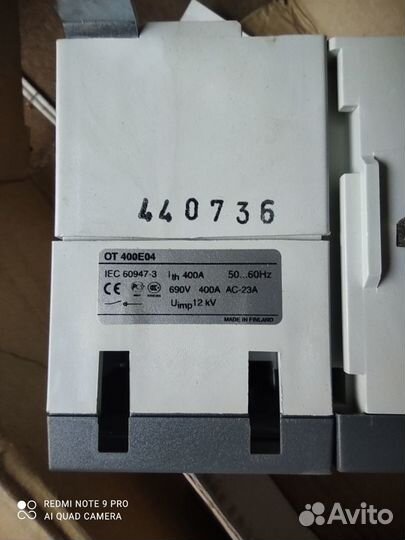 440736
OT 400E04
IEC 60947-3 Ith 400A 50...60Hz
CE 690V 400A AC-23A
Uimp 12 kV
MADE IN FINLAND
REDMI NOTE 9 PRO
AI QUAD CAMERA
Avito